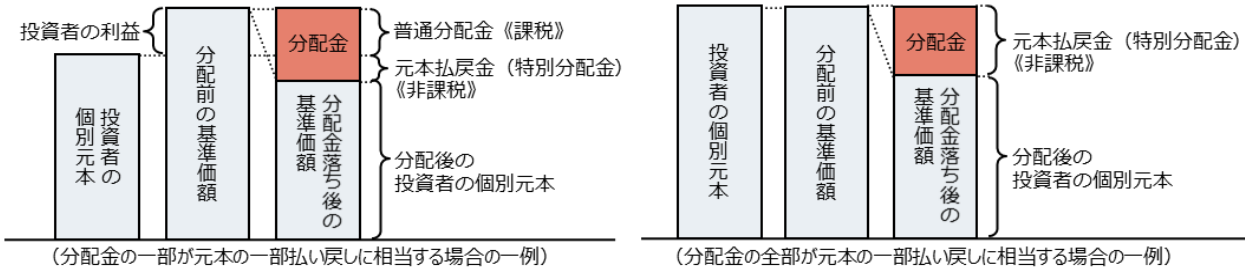 投資者の利益
投資者の
個別元本
分配前の基準価額
分配金
分配金落ち後の
基準価額
普通分配金《課税》
元本払戻金（特別分配金）
《非課税》
分配後の
投資者の個別元本
（分配金の一部が元本の一部払い戻しに相当する場合の一例）
投資者の個別元本
分配前の基準価額
分配金
分配金落ち後の
基準価額
元本払戻金（特別分配金）
《非課税》
分配後の
投資者の個別元本
（分配金の全部が元本の一部払い戻しに相当する場合の一例）